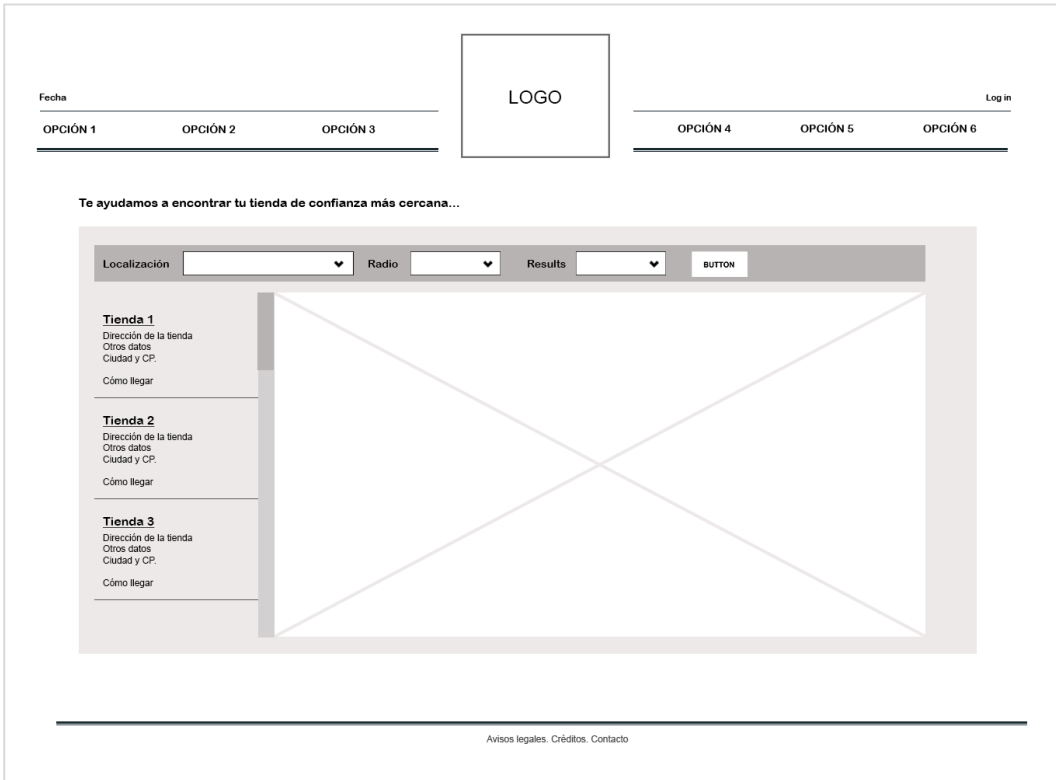 LOGO
Fecha
Log in
OPCIÓN 1 OPCIÓN 2 OPCIÓN 3 OPCIÓN 4 OPCIÓN 5 OPCIÓN 6
Te ayudamos a encontrar tu tienda de confianza más cercana...
Localización Radio Results BUTTON
Tienda 1
Dirección de la tienda
Otros datos
Ciudad y CP.
Cómo llegar
Tienda 2
Dirección de la tienda
Otros datos
Ciudad y CP.
Cómo llegar
Tienda 3
Dirección de la tienda
Otros datos
Ciudad y CP.
Cómo llegar
Avisos legales. Créditos. Contacto